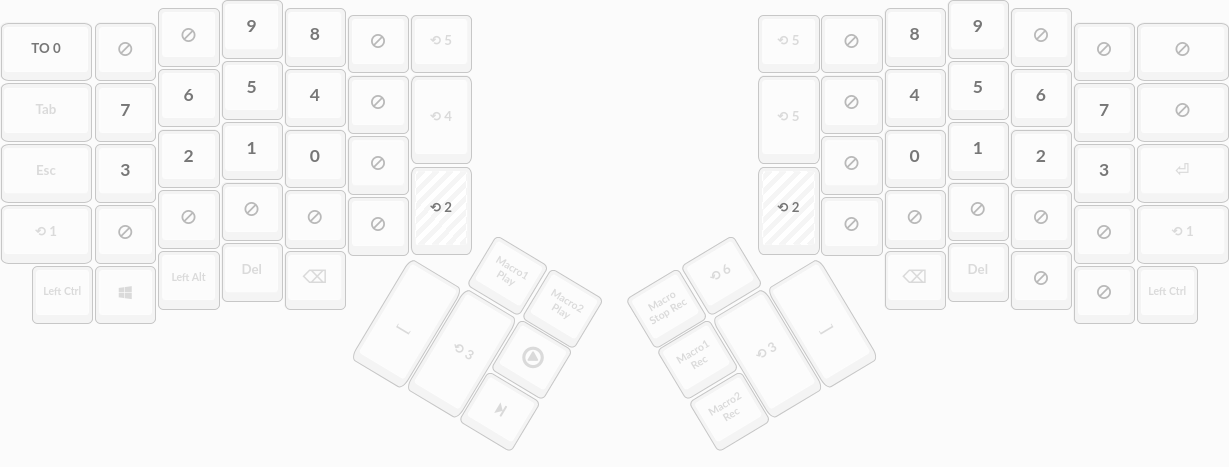 TO 0
9
8
⟲ 5
Tab
7
6
5
4
⟲ 4
Esc
3
2
1
0
⟲ 2
⟲ 1
Left Ctrl
Left Alt
Del
⌫
Macro1
Play
Macro2
Play
⟲ 3
⟲ 5
8
9
⟲ 5
4
5
6
7
0
1
2
3
⏎
⟲ 2
⟲ 1
⌫
Del
Left Ctrl
Macro
Stop Rec
⟲ 6
Macro1
Rec
⟲ 3
Macro2
Rec